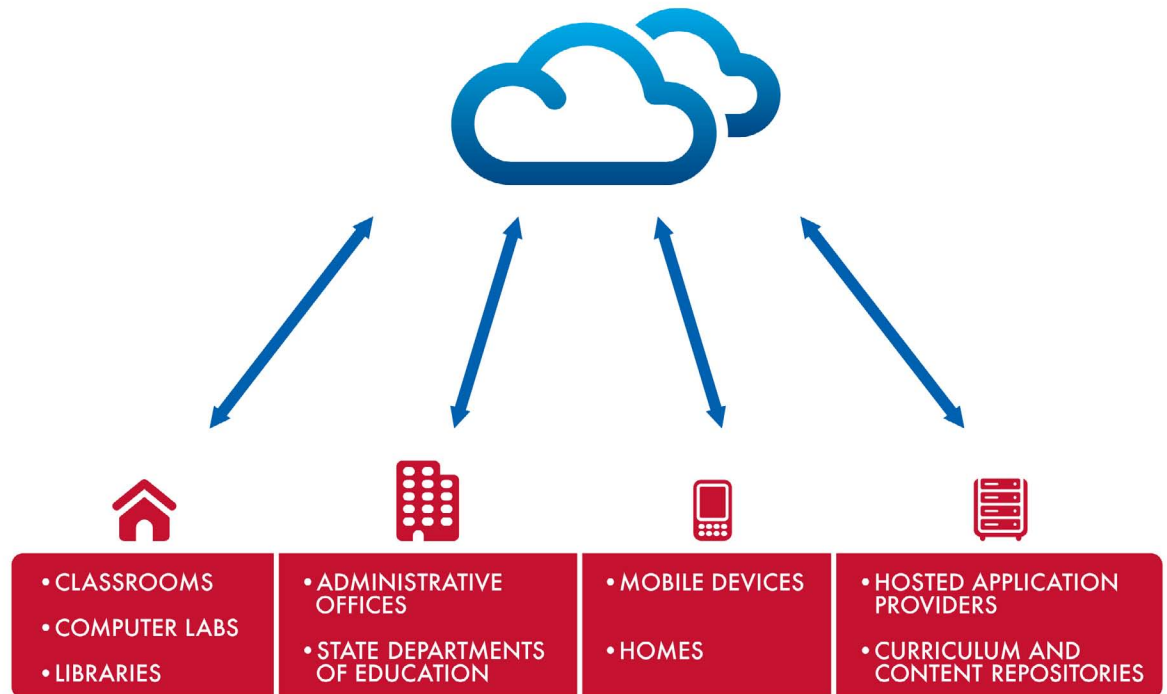 • CLASSROOMS
• COMPUTER LABS
• LIBRARIES
• ADMINISTRATIVE
OFFICES
• STATE DEPARTMENTS
OF EDUCATION
• MOBILE DEVICES
• HOMES
• HOSTED APPLICATION
PROVIDERS
• CURRICULUM AND
CONTENT REPOSITORIES